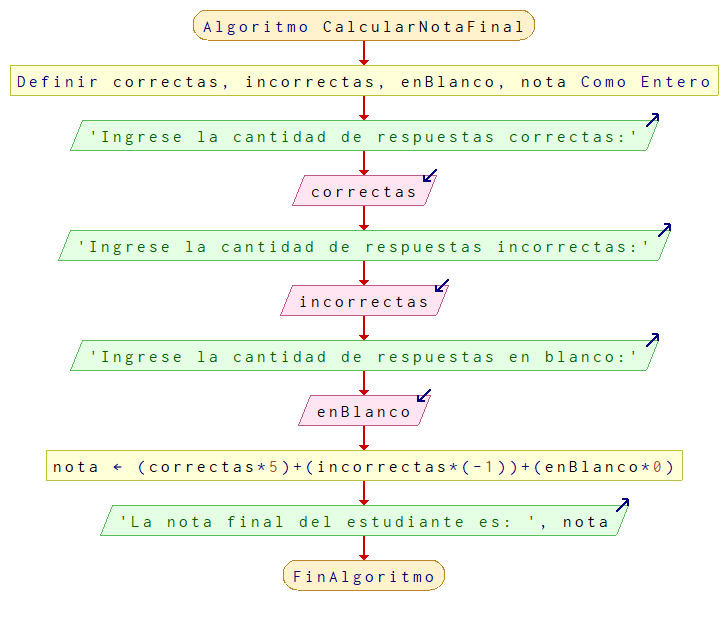 Algoritmo CalcularNotaFinal
Definir correctas, incorrectas, enBlanco, nota Como Entero
'Ingrese la cantidad de respuestas correctas:'
correctas
'Ingrese la cantidad de respuestas incorrectas:'
incorrectas
'Ingrese la cantidad de respuestas en blanco:'
enBlanco
nota ← (correctas*5)+(incorrectas*(-1))+(enBlanco*0)
'La nota final del estudiante es: ', nota
FinAlgoritmo